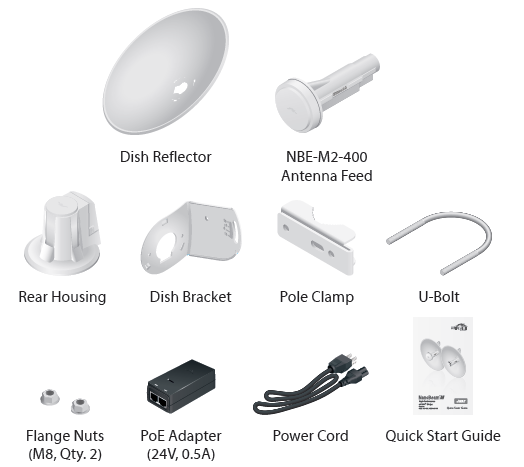 Dish Reflector
NBE-M2-400
Antenna Feed
Rear Housing
Dish Bracket
Pole Clamp
U-Bolt
Flange Nuts
(M8, Qty. 2)
PoE Adapter
(24V, 0.5A)
Power Cord
Quick Start Guide